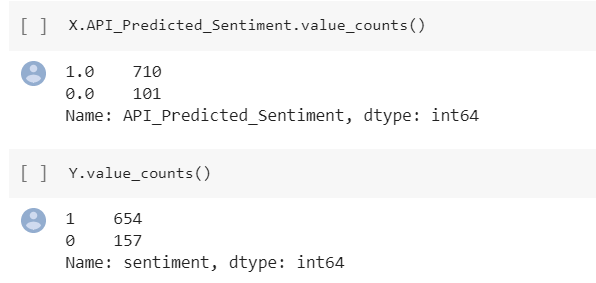 [ ] X.API_Predicted_Sentiment.value_counts()
1.0    710
0.0    101
Name: API_Predicted_Sentiment, dtype: int64
[ ] Y.value_counts()
1    654
0    157
Name: sentiment, dtype: int64